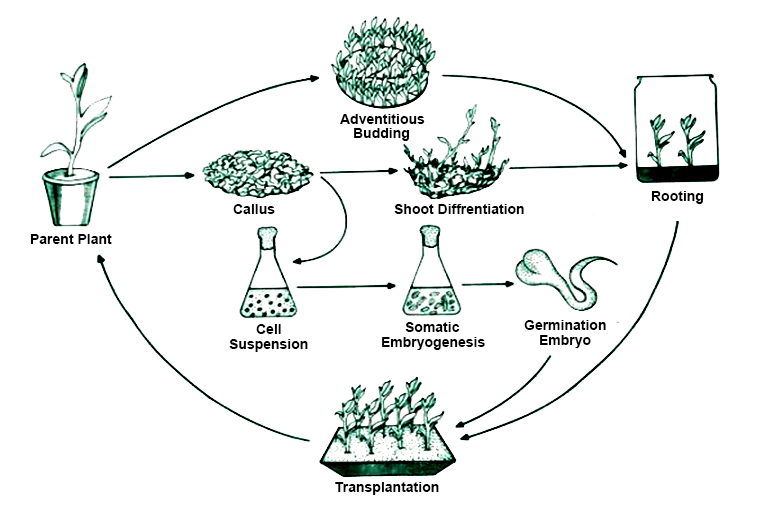 Adventitious
Budding
Parent Plant
Callus
Shoot Diffrentiation
Rooting
Cell
Suspension
Somatic
Embryogenesis
Germination
Embryo
Transplantation